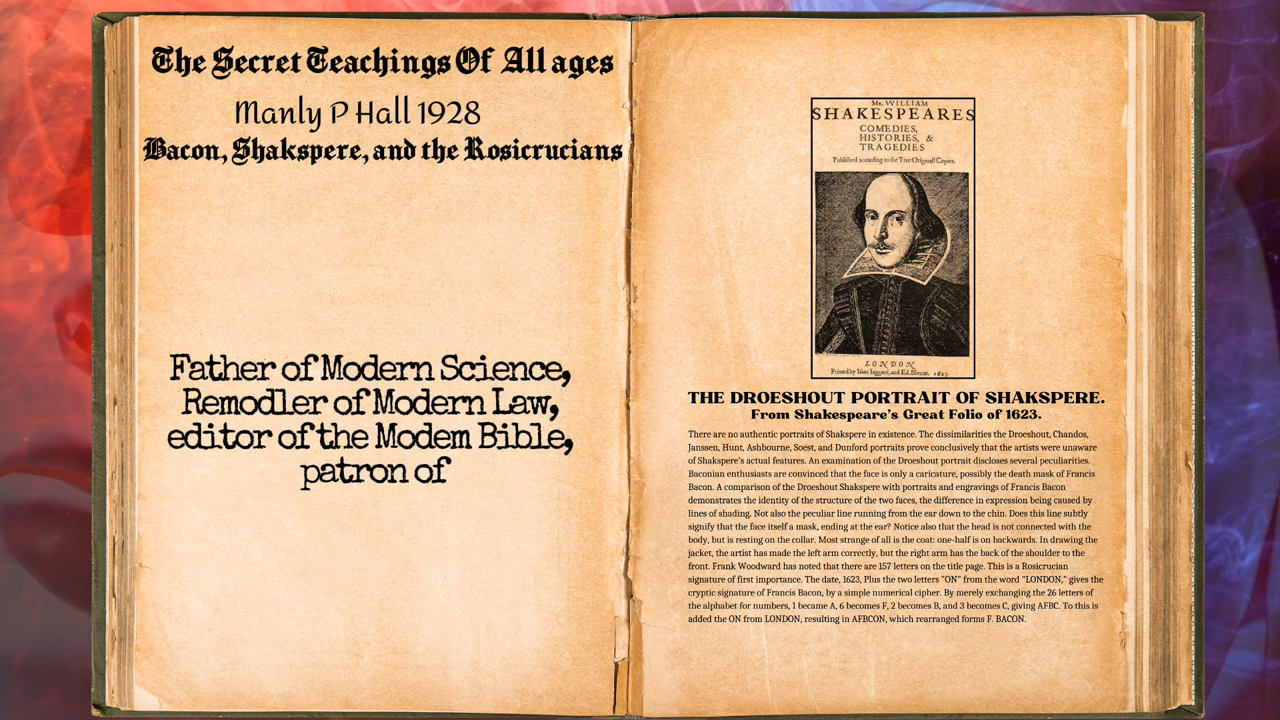 The Secret Teachings Of All ages
Manly P Hall 1928
Bacon, Shakspere, and the Rosicrucians
Father of Modern Science,
Remodler of Modern Law,
editor of the Modem Bible,
patron of
Mr. WILLIAM
SHAKESPEARES
COMEDIES,
HISTORIES, &
TRAGEDIES
Published according to the True Originall Copies.
LONDON
Printed by Isaac Iaggard, and Ed. Blount. 1623
THE DROESHOUT PORTRAIT OF SHAKSPERE.
From Shakespeare's Great Folio of 1623.
There are no authentic portraits of Shakspere in existence. The dissimilarities the Droeshout, Chandos,
Janssen, Hunt, Ashbourne, Soest, and Dunford portraits prove conclusively that the artists were unaware
of Shakspere's actual features. An examination of the Droeshout portrait discloses several peculiarities.
Baconian enthusiasts are convinced that the face is only a caricature, possibly the death mask of Francis
Bacon. A comparison of the Droeshout Shakspere with portraits and engravings of Francis Bacon
demonstrates the identity of the structure of the two faces, the difference in expression being caused by
lines of shading. Not also the peculiar line running from the ear down to the chin. Does this line subtly
signify that the face itself a mask, ending at the ear? Notice also that the head is not connected with the
body, but is resting on the collar. Most strange of all is the coat: one-half is on backwards. In drawing the
jacket, the artist has made the left arm correctly, but the right arm has the back of the shoulder to the
front. Frank Woodward has noted that there are 157 letters on the title page. This is a Rosicrucian
signature of first importance. The date, 1623, Plus the two letters "ON" from the word "LONDON," gives the
cryptic signature of Francis Bacon, by a simple numerical cipher. By merely exchanging the 26 letters of
the alphabet for numbers, 1 became A, 6 becomes F, 2 becomes B, and 3 becomes C, giving AFBC. To this is
added the ON from LONDON, resulting in AFBCON, which rearranged forms F. BACON.